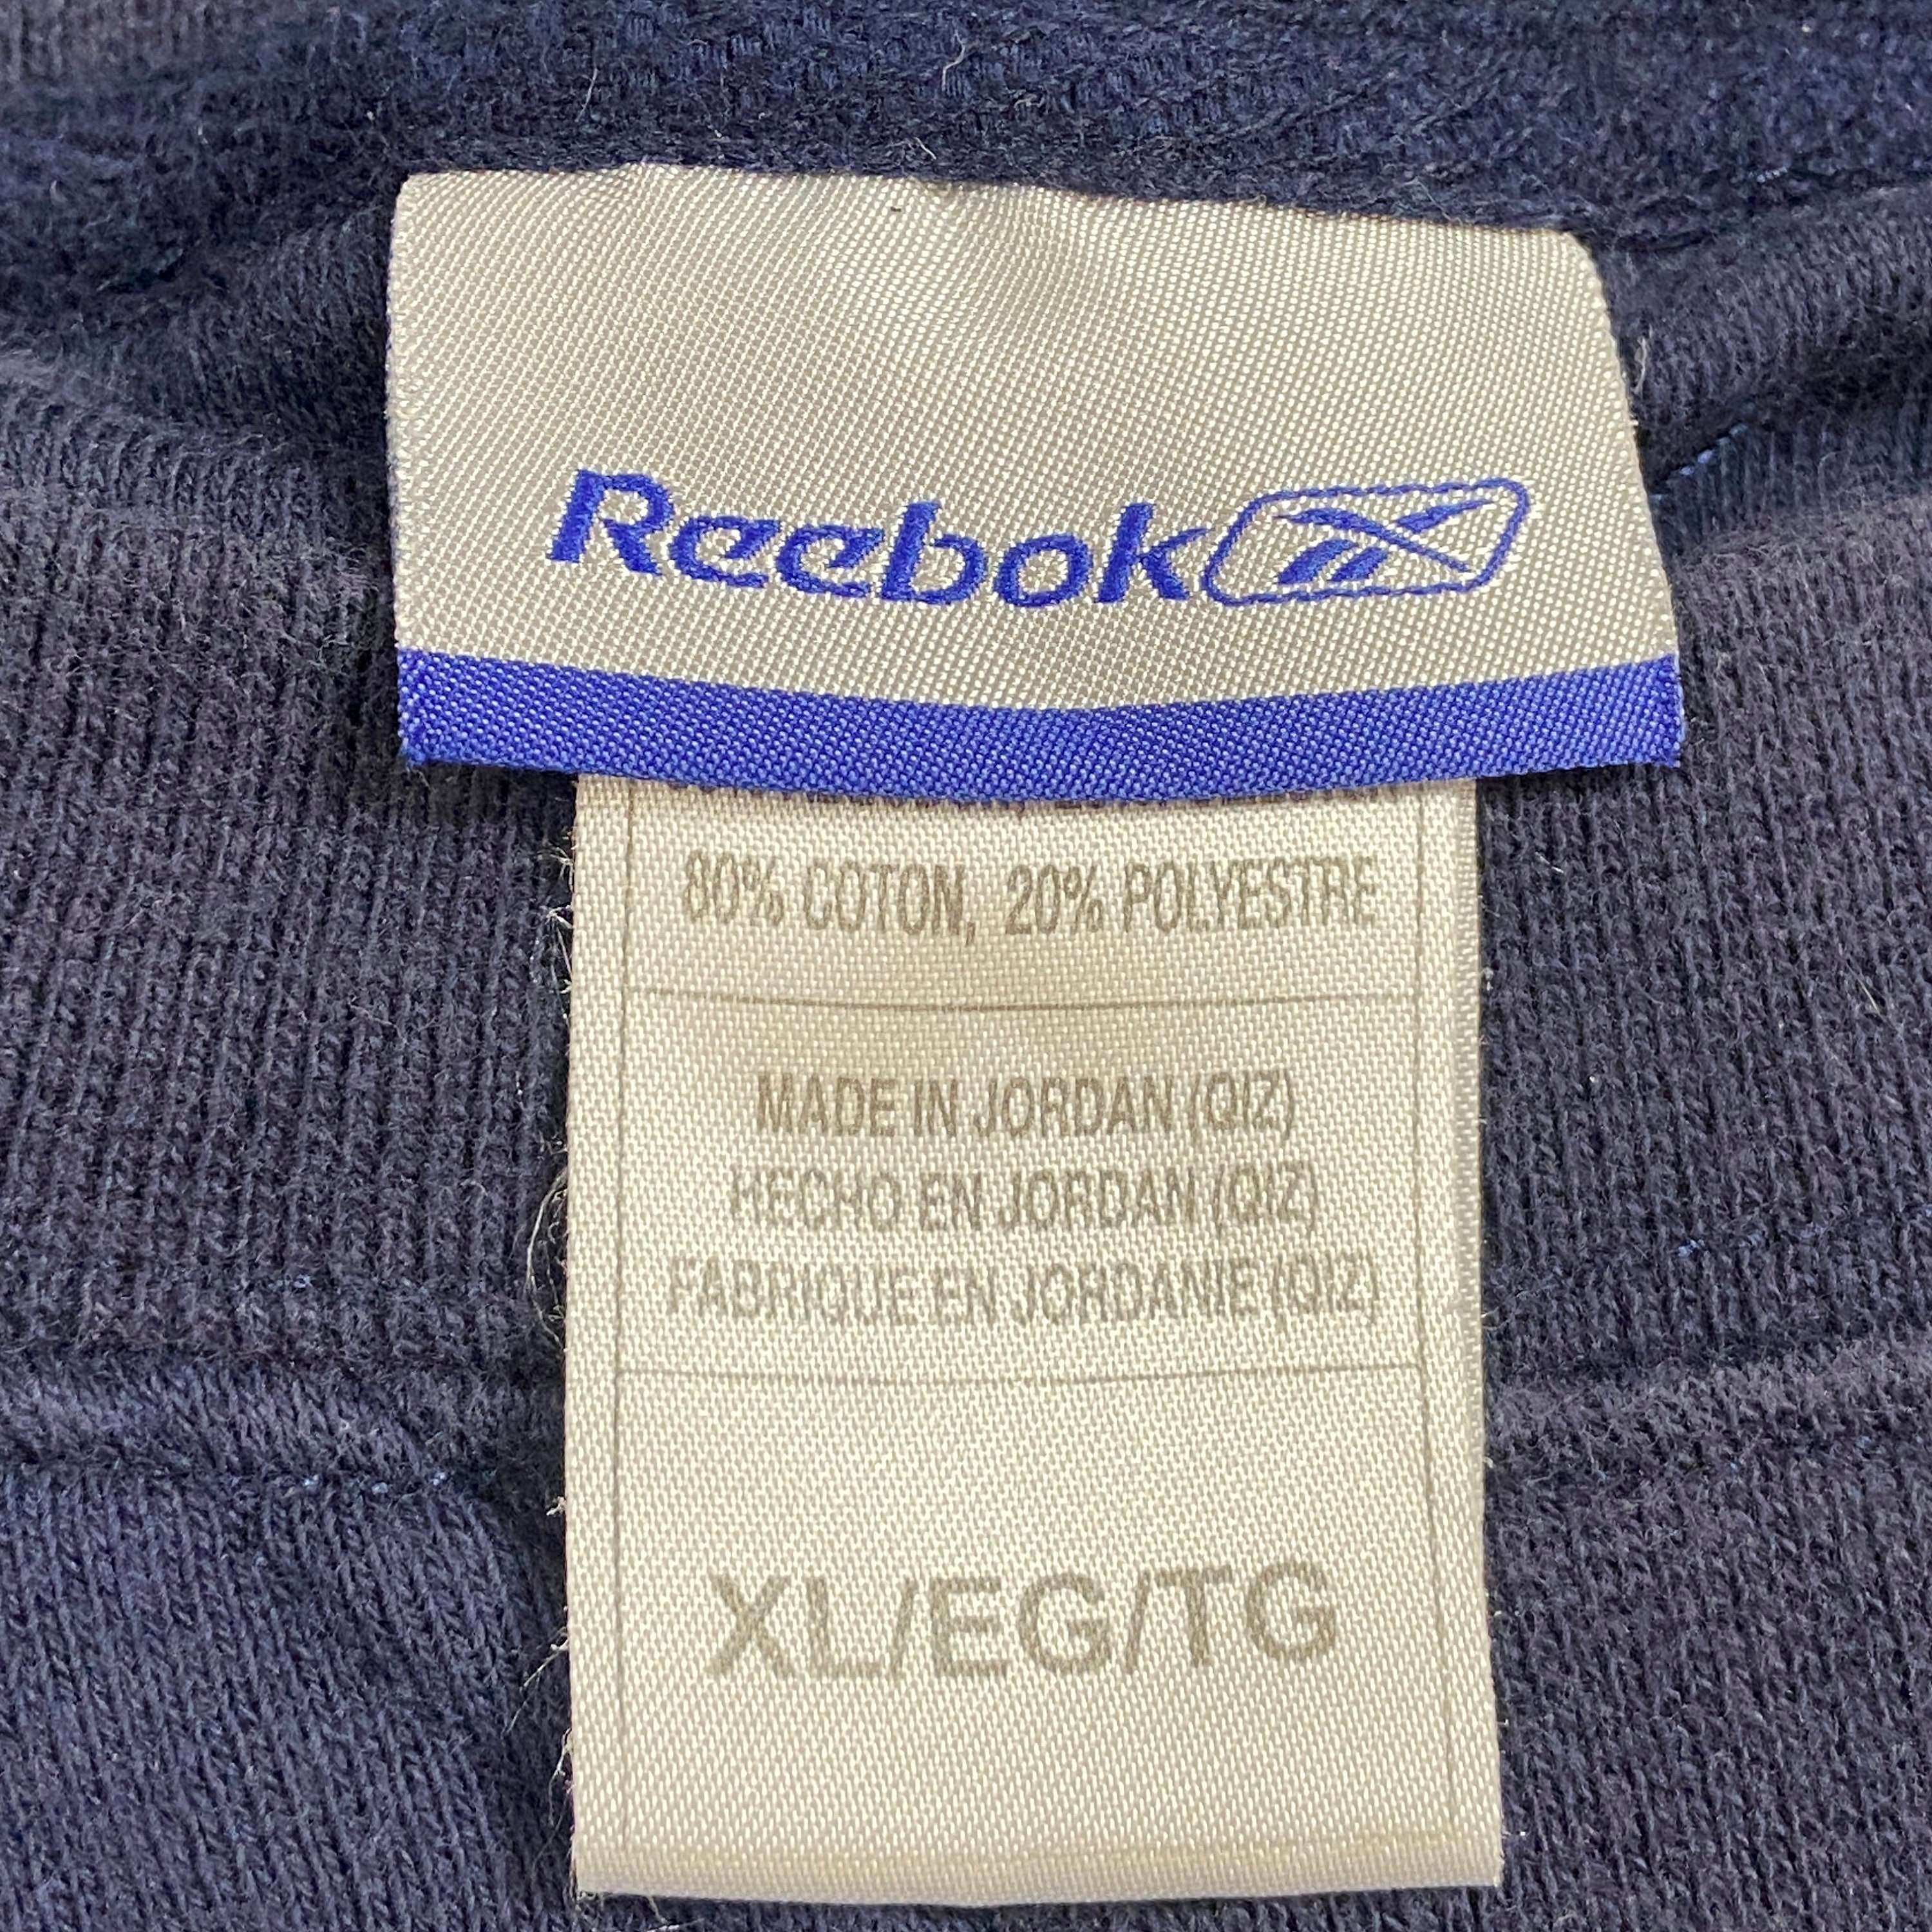 Reebok
80% COTON, 20% POLYESTRE
MADE IN JORDAN (QIZ)
HECHO EN JORDAN (QIZ)
FABRIQUE EN JORDANIE (QIZ)
XL/EG/TG